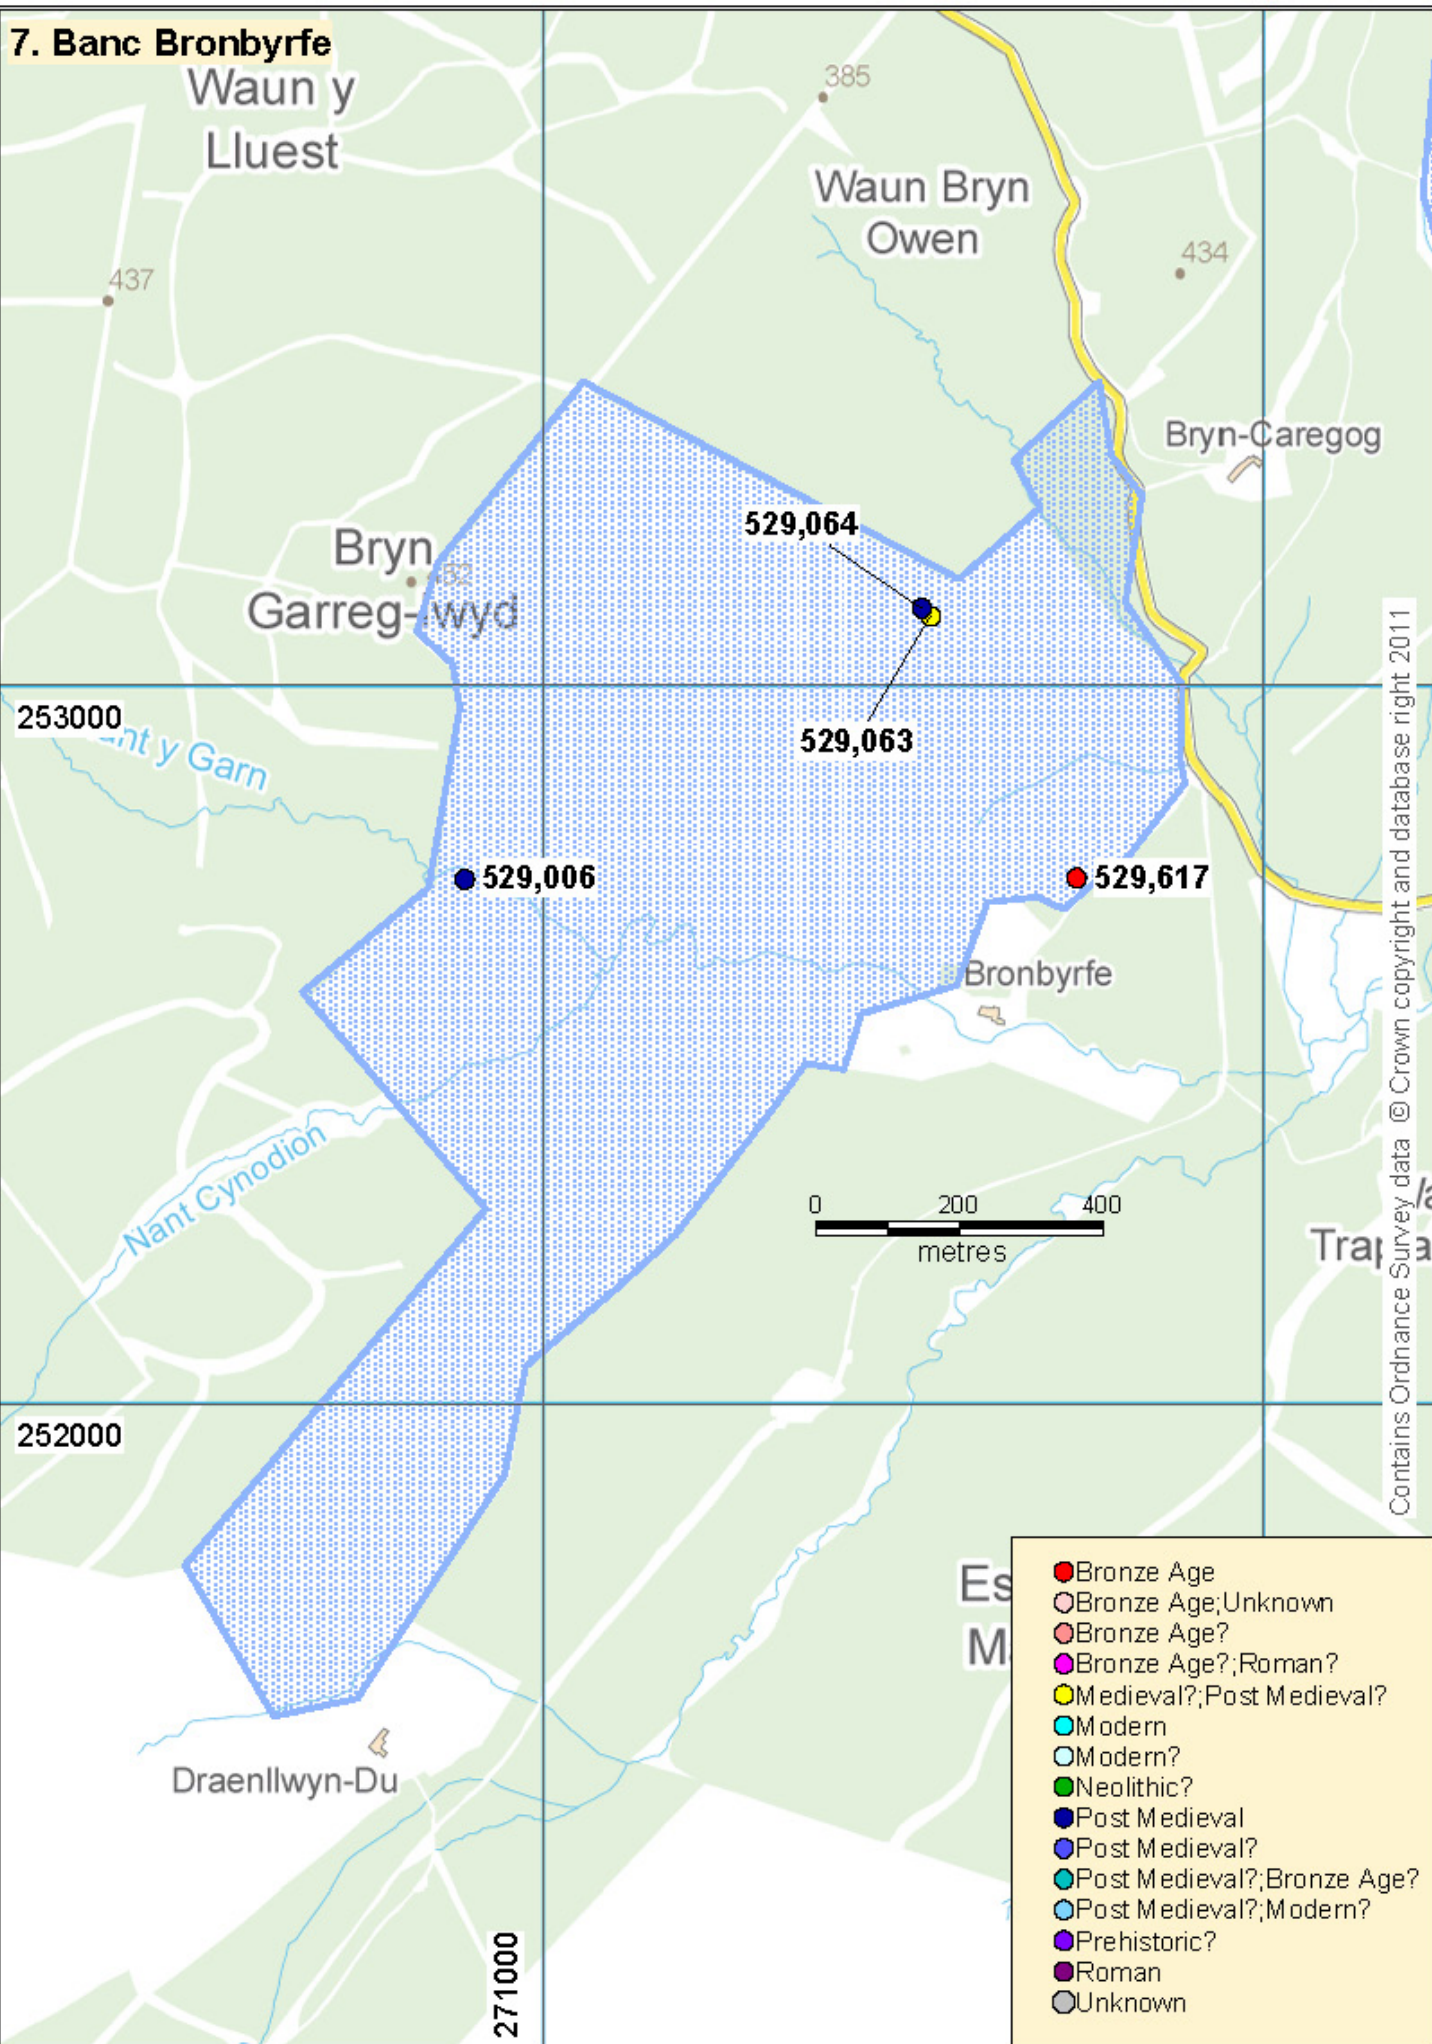 7. Banc Bronbyrfe
Waun y
Lluest
385
Waun Bryn
Owen
434
437
Bryn-Caregog
529,064
Bryn
Garreg-wyd
529,063
253000
nt y Garn
529,006
529,617
Bronbyrfe
Nant Cynodion
0 200 400
metres
252000
Draenllwyn-Du
271000
Contains Ordnance Survey data © Crown copyright and database right 2011
Bronze Age
Bronze Age;Unknown
Bronze Age?
Bronze Age?;Roman?
Medieval?;Post Medieval?
Modern
Modern?
Neolithic?
Post Medieval
Post Medieval?
Post Medieval?;Bronze Age?
Post Medieval?;Modern?
Prehistoric?
Roman
Unknown